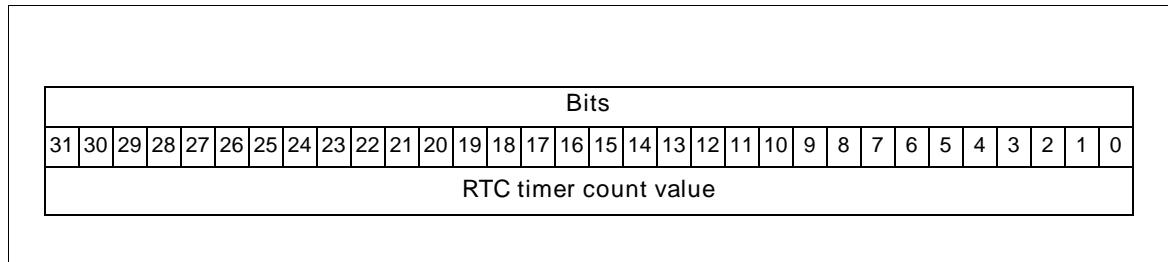 Bits
31 30 29 28 27 26 25 24 23 22 21 20 19 18 17 16 15 14 13 12 11 10 9 8 7 6 5 4 3 2 1 0
RTC timer count value